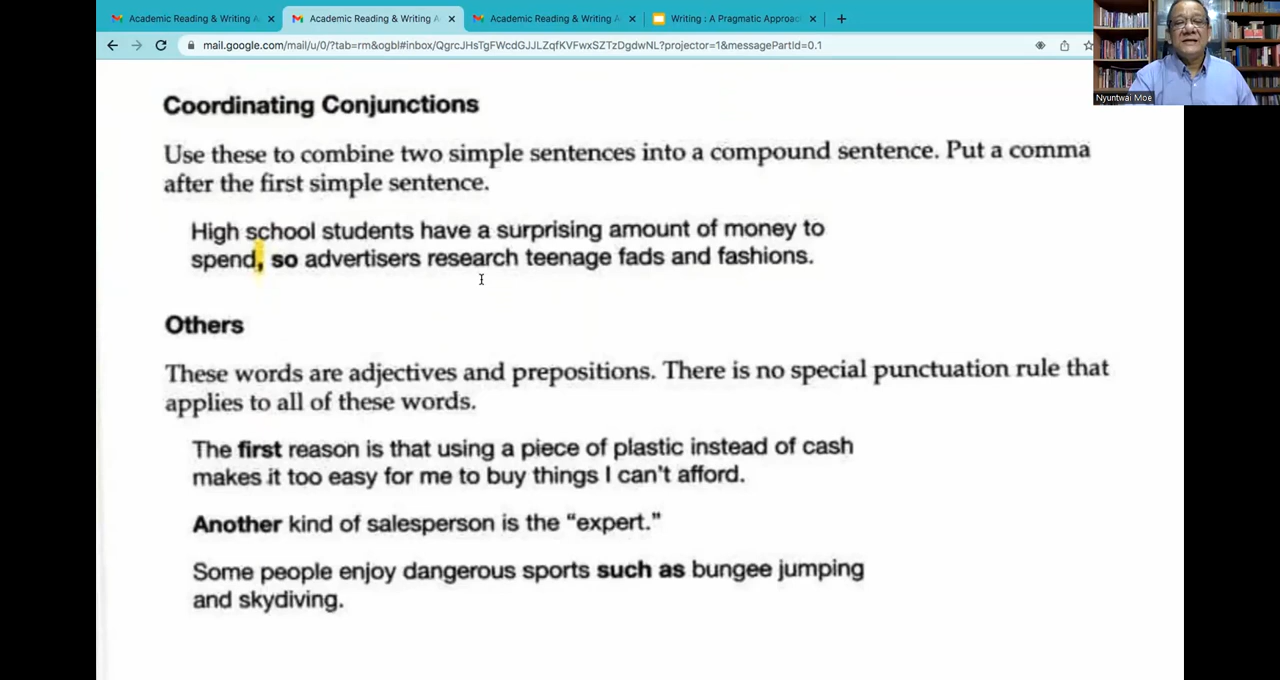 Academic Reading & Writing A
Academic Reading & Writing A
Academic Reading & Writing A
Writing : A Pragmatic Approac
mail.google.com/mail/u/0/?tab=rm&ogbl#inbox/QgrcJHsTgFWcdGJJLZqfKVFwxSZTzDgdwNL?projector=1&messagePartId=0.1
Nyuntwai Moe
Coordinating Conjunctions
Use these to combine two simple sentences into a compound sentence. Put a comma
after the first simple sentence.
High school students have a surprising amount of money to
spend, so advertisers research teenage fads and fashions.
Others
These words are adjectives and prepositions. There is no special punctuation rule that
applies to all of these words.
The first reason is that using a piece of plastic instead of cash
makes it too easy for me to buy things I can't afford.
Another kind of salesperson is the “expert.”
Some people enjoy dangerous sports such as bungee jumping
and skydiving.